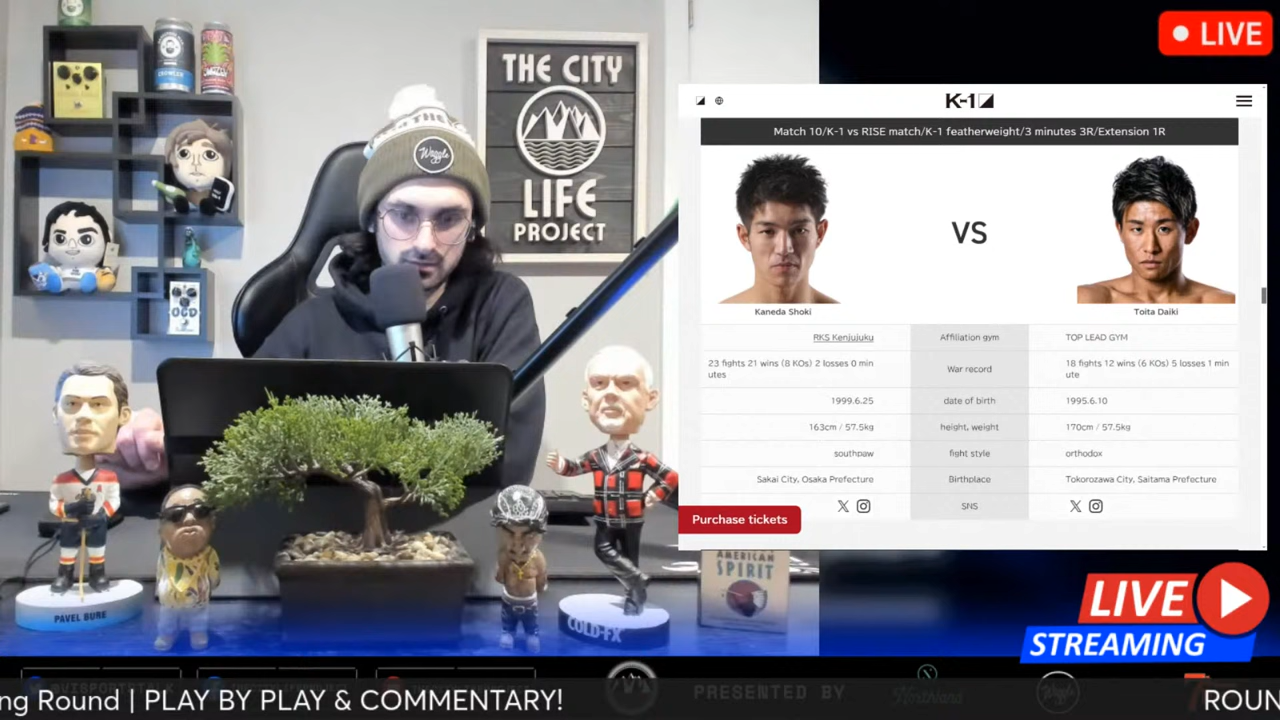 LIVE
THE CITY
LIFE
PROJECT
Waggle
OCD
K-1
Match 10/K-1 vs RISE match/K-1 featherweight/3 minutes 3R/Extension 1R
VS
Kaneda Shoki
Toita Daiki
RKS Kenjujuku
Affiliation gym
TOP LEAD GYM
23 fights 21 wins (8 KOs) 2 losses 0 min
utes
War record
18 fights 12 wins (6 KOs) 5 losses 1 min
ute
1999.6.25
date of birth
1995.6.10
163cm / 57.5kg
height, weight
170cm / 57.5kg
southpaw
fight style
orthodox
Sakai City, Osaka Prefecture
Birthplace
Tokorozawa City, Saitama Prefecture
SNS
Purchase tickets
AMERICAN
SPIRIT
PAVEL BURE
COLD-FX
LIVE
STREAMING
PRESENTED BY
Northland
Waggle
ng Round | PLAY BY PLAY & COMMENTARY!
ROUN